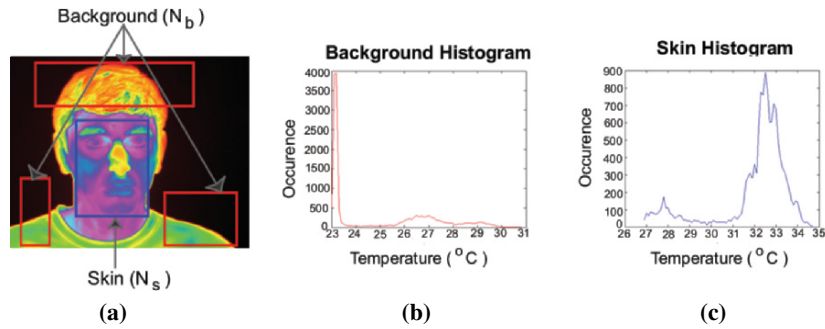 Background (N_b)
Skin (N_s)
(a)
Background Histogram
Occurence
4000
3500
3000
2500
2000
1500
1000
500
0
23 24 25 26 27 28 29 30 31
Temperature ( °C )
(b)
Skin Histogram
Occurence
900
800
700
600
500
400
300
200
100
0
26 27 28 29 30 31 32 33 34 35
Temperature ( °C )
(c)